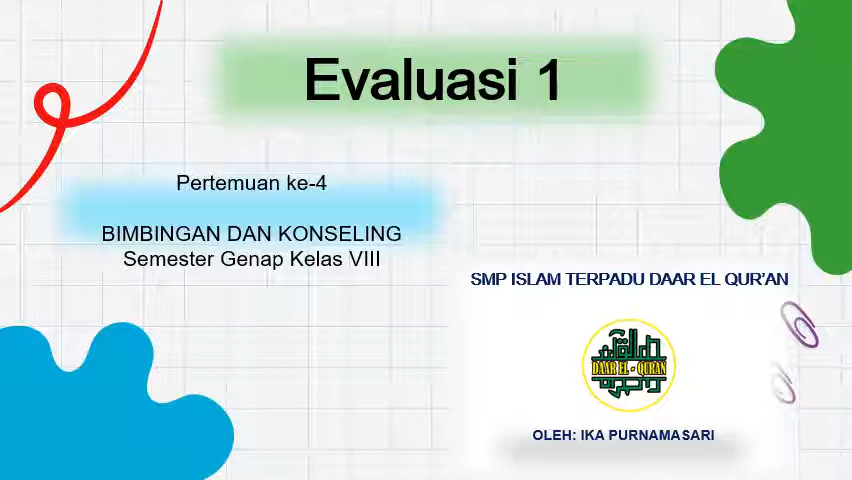 Evaluasi 1
Pertemuan ke-4
BIMBINGAN DAN KONSELING
Semester Genap Kelas VIII
SMP ISLAM TERPADU DAAR EL QUR’AN
DAAR EL - QURAN
OLEH: IKA PURNAMASARI